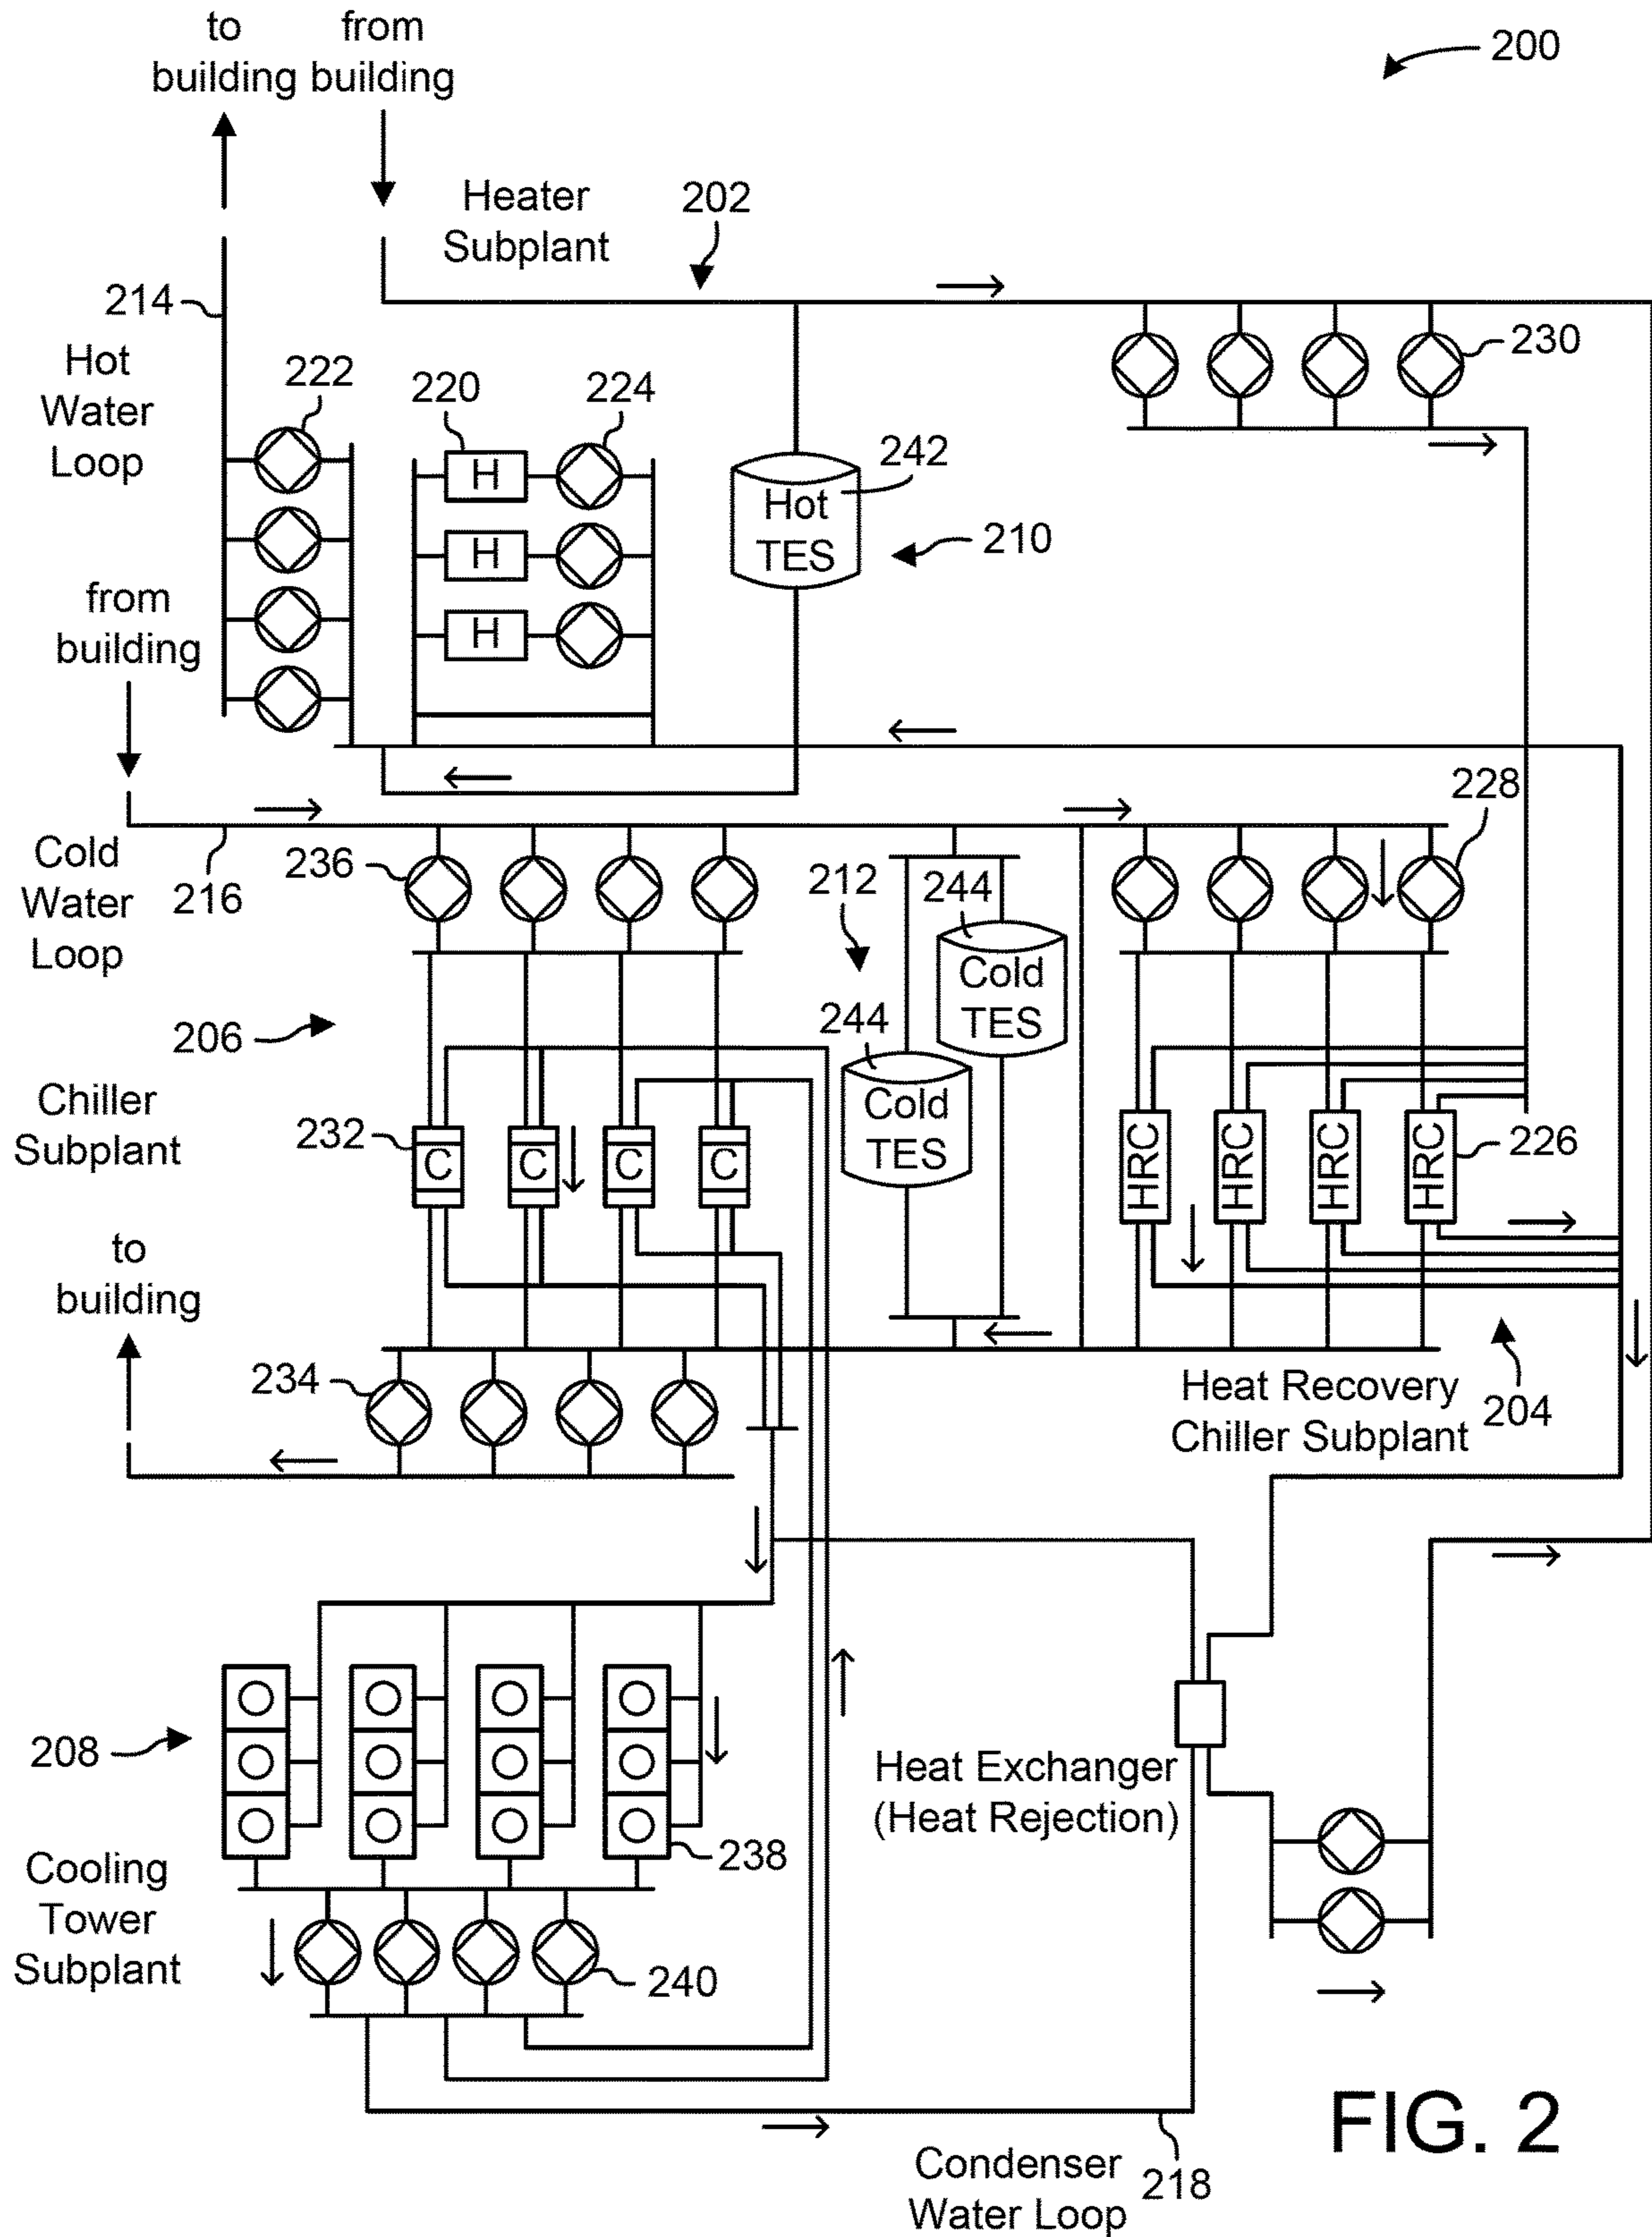 to
building
from
building
200
Heater
Subplant
202
214
Hot
Water
Loop
222
220
224
230
H
H
H
Hot
TES
242
210
from
building
228
Cold
Water
Loop
216
236
212
244
Cold
TES
244
Cold
TES
206
Chiller
Subplant
232
C
C
C
C
HRC
HRC
HRC
HRC
226
to
building
234
Heat Recovery
Chiller Subplant
204
208
Heat Exchanger
(Heat Rejection)
238
Cooling
Tower
Subplant
240
Condenser
Water Loop
218
FIG. 2